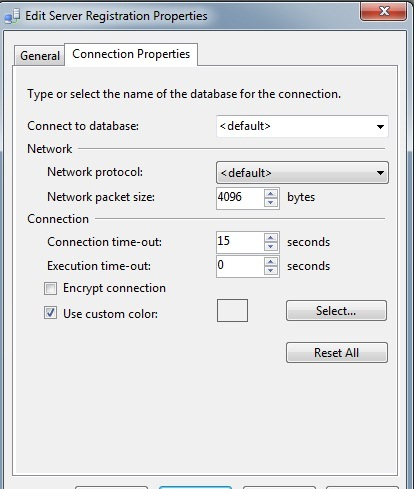 Edit Server Registration Properties
General
Connection Properties
Type or select the name of the database for the connection.
Connect to database: <default>
Network
Network protocol: <default>
Network packet size: 4096 bytes
Connection
Connection time-out: 15 seconds
Execution time-out: 0 seconds
Encrypt connection
Use custom color: Select...
Reset All